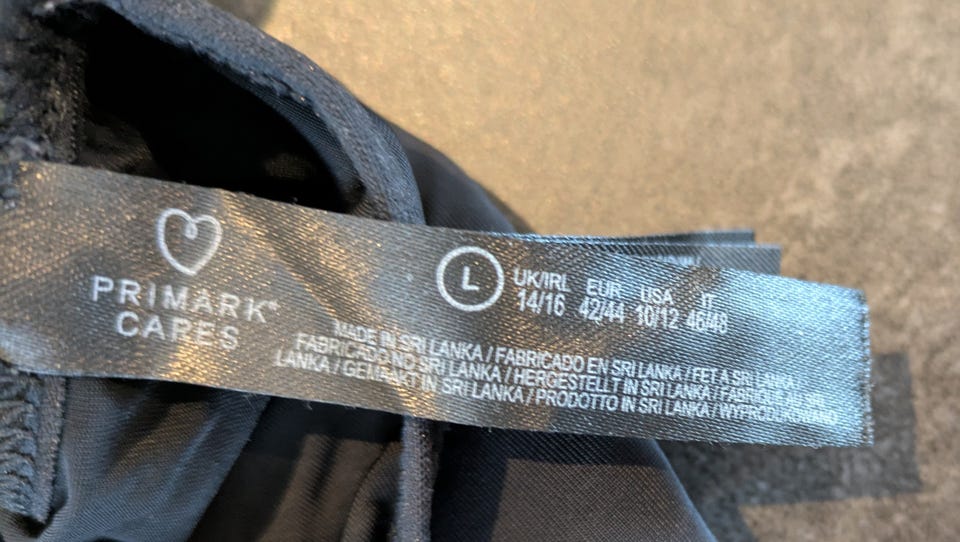 PRIMARK®
CARES
L
UK/IRL EUR USA IT
14/16 42/44 10/12 46/48
MADE IN SRI LANKA / FABRICADO EN SRI LANKA / FET A SRI LANKA /
FABRICADO NO SRI LANKA / HERGESTELLT IN SRI LANKA / FABRIQUÉ AU SRI
LANKA / GEMAAKT IN SRI LANKA / PRODOTTO IN SRI LANKA / WYPRODUKOWANO